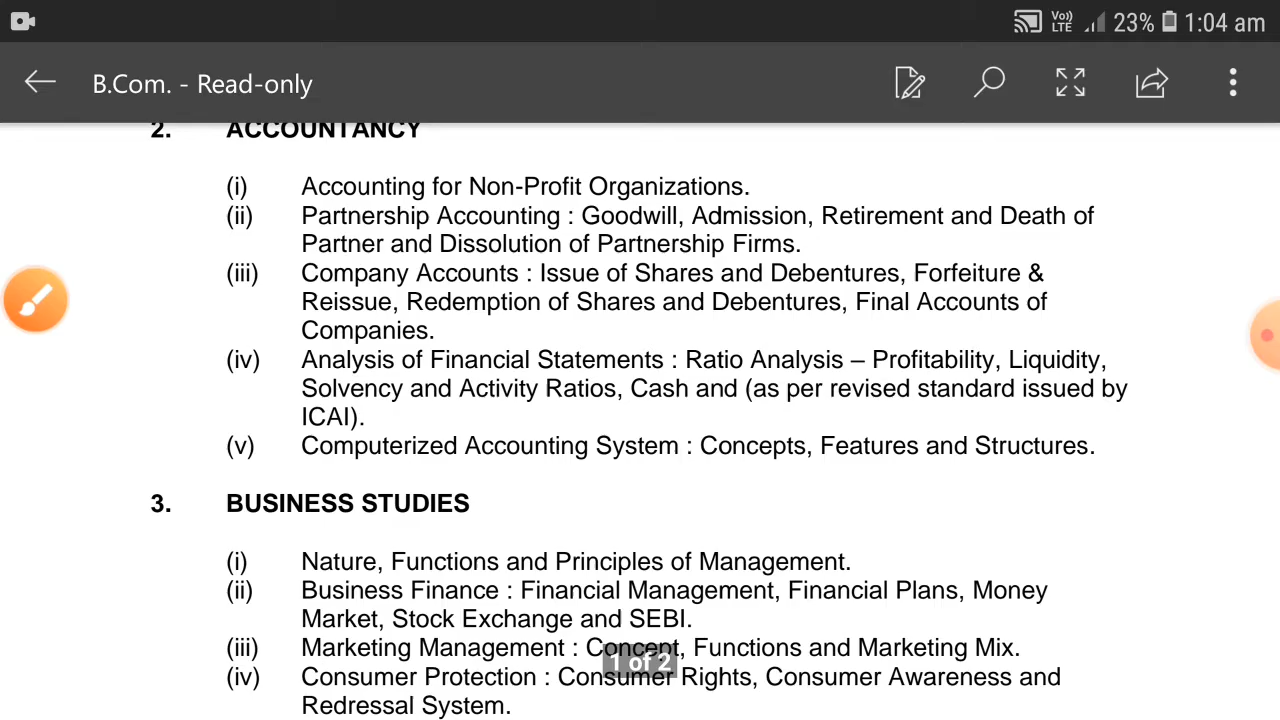 Vo)) LTE 23% 1:04 am
B.Com. - Read-only
2. ACCOUNTANCY
(i) Accounting for Non-Profit Organizations.
(ii) Partnership Accounting : Goodwill, Admission, Retirement and Death of
Partner and Dissolution of Partnership Firms.
(iii) Company Accounts : Issue of Shares and Debentures, Forfeiture &
Reissue, Redemption of Shares and Debentures, Final Accounts of
Companies.
(iv) Analysis of Financial Statements : Ratio Analysis – Profitability, Liquidity,
Solvency and Activity Ratios, Cash and (as per revised standard issued by
ICAI).
(v) Computerized Accounting System : Concepts, Features and Structures.
3. BUSINESS STUDIES
(i) Nature, Functions and Principles of Management.
(ii) Business Finance : Financial Management, Financial Plans, Money
Market, Stock Exchange and SEBI.
(iii) Marketing Management : Concept, Functions and Marketing Mix.
1 of 2
(iv) Consumer Protection : Consumer Rights, Consumer Awareness and
Redressal System.